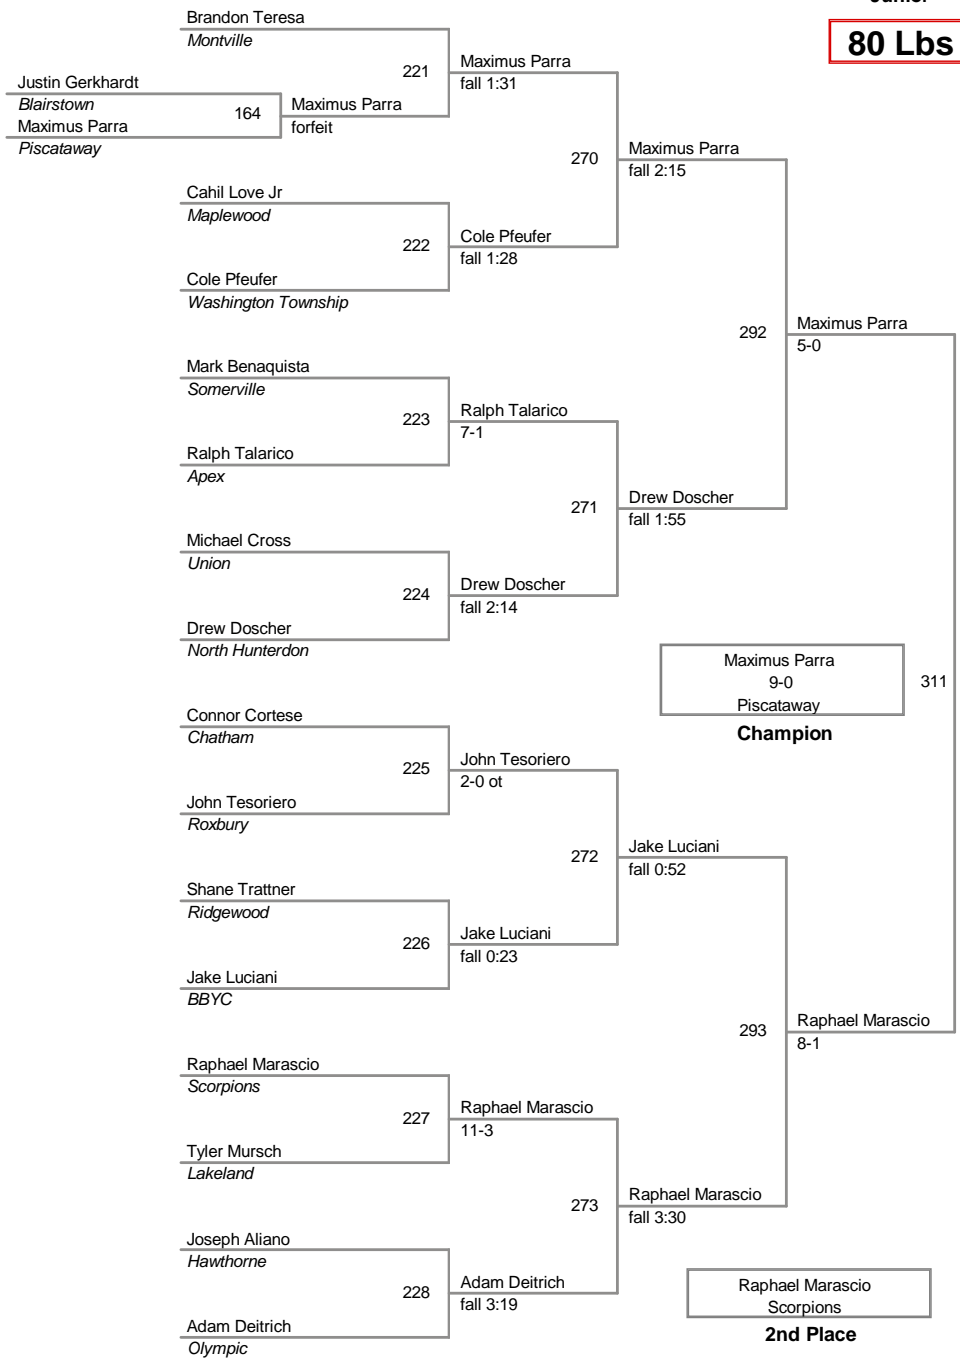 Junior
80 Lbs
Brandon Teresa
Montville
221
Maximus Parra
fall 1:31
Justin Gerkhardt
Blairstown
164
Maximus Parra
forfeit
Maximus Parra
Piscataway
270
Maximus Parra
fall 2:15
Cahil Love Jr
Maplewood
222
Cole Pfeufer
fall 1:28
Cole Pfeufer
Washington Township
292
Maximus Parra
5-0
Mark Benaquista
Somerville
223
Ralph Talarico
7-1
Ralph Talarico
Apex
271
Drew Doscher
fall 1:55
Michael Cross
Union
224
Drew Doscher
fall 2:14
Drew Doscher
North Hunterdon
Maximus Parra
9-0
Piscataway
311
Champion
Connor Cortese
Chatham
225
John Tesoriero
2-0 ot
John Tesoriero
Roxbury
272
Jake Luciani
fall 0:52
Shane Trattner
Ridgewood
226
Jake Luciani
fall 0:23
Jake Luciani
BBYC
293
Raphael Marascio
8-1
Raphael Marascio
Scorpions
227
Raphael Marascio
11-3
Tyler Mursch
Lakeland
273
Raphael Marascio
fall 3:30
Joseph Aliano
Hawthorne
228
Adam Deitrich
fall 3:19
Adam Deitrich
Olympic
Raphael Marascio
Scorpions
2nd Place